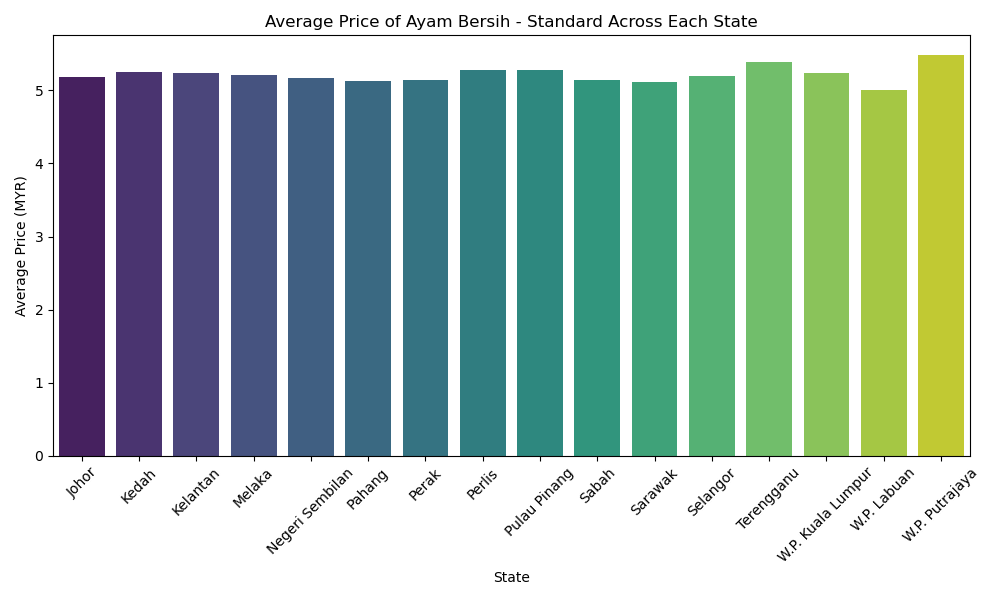 Average Price of Ayam Bersih - Standard Across Each State
Average Price (MYR)
5
4
3
2
1
0
Johor
Kedah
Kelantan
Melaka
Negeri Sembilan
Pahang
Perak
Perlis
Pulau Pinang
Sabah
Sarawak
Selangor
Terengganu
W.P. Kuala Lumpur
W.P. Labuan
W.P. Putrajaya
State